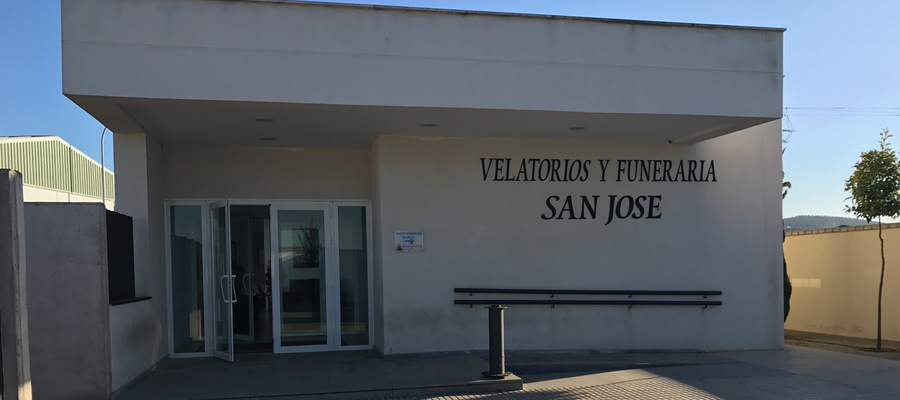 VELATORIOS Y FUNERARIA
SAN JOSE